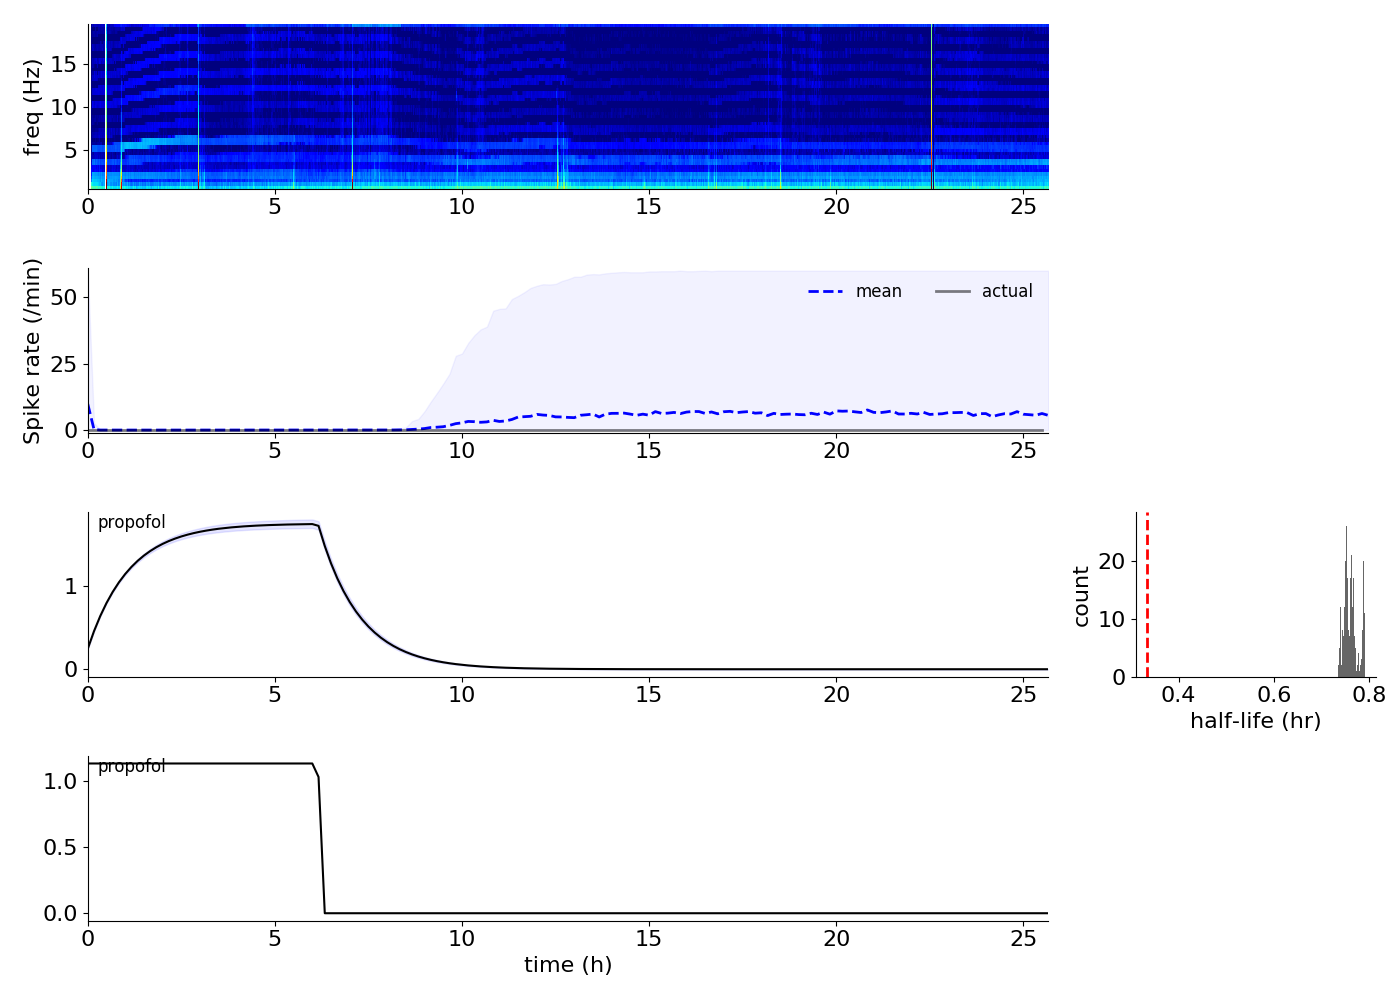 freq (Hz)
15
10
5
0 5 10 15 20 25
Spike rate (/min)
50
25
0
mean actual
0 5 10 15 20 25
propofol
1
0
0 5 10 15 20 25
count
20
10
0
0.4 0.6 0.8
half-life (hr)
propofol
1.0
0.5
0.0
0 5 10 15 20 25
time (h)